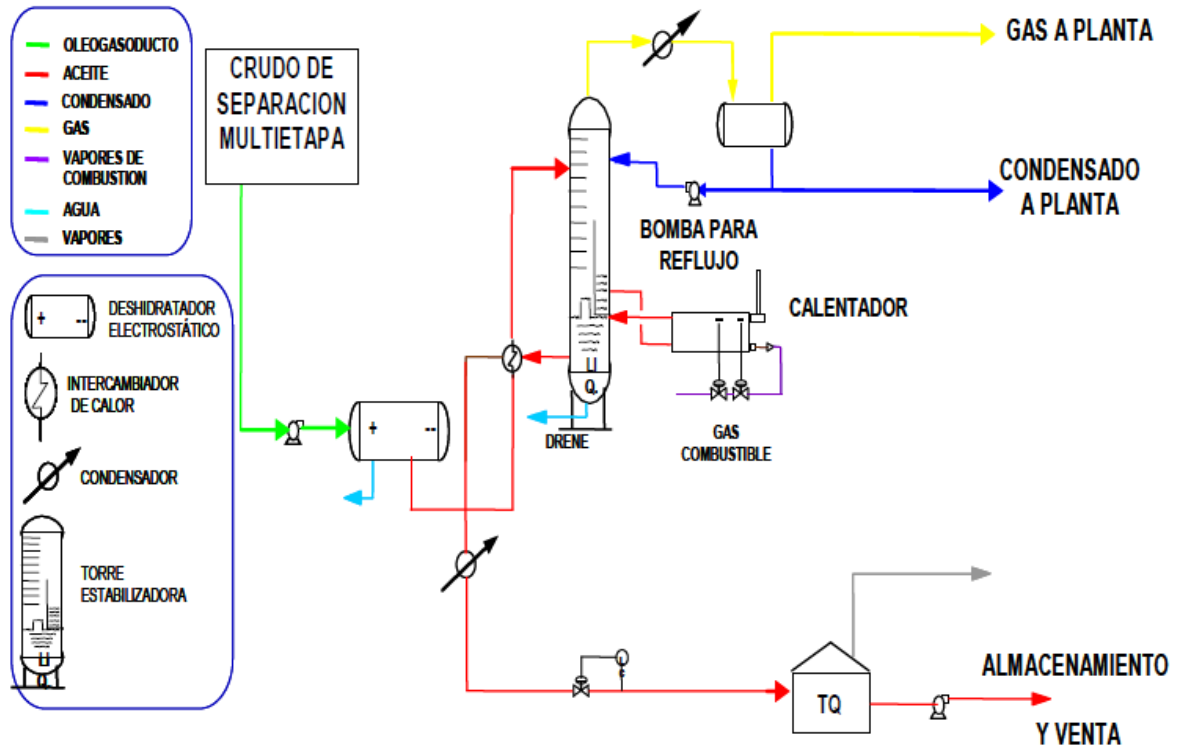 OLEOGASODUCTO
ACEITE
CONDENSADO
GAS
VAPORES DE
COMBUSTION
AGUA
VAPORES
CRUDO DE
SEPARACION
MULTIETAPA
GAS A PLANTA
CONDENSADO
A PLANTA
BOMBA PARA
REFLUJO
CALENTADOR
GAS
COMBUSTIBLE
Q.
DRENE
+ --
+ --
DESHIDRATADOR
ELECTROSTÁTICO
INTERCAMBIADOR
DE CALOR
CONDENSADOR
TORRE
ESTABILIZADORA
Q.
TQ
ALMACENAMIENTO
Y VENTA